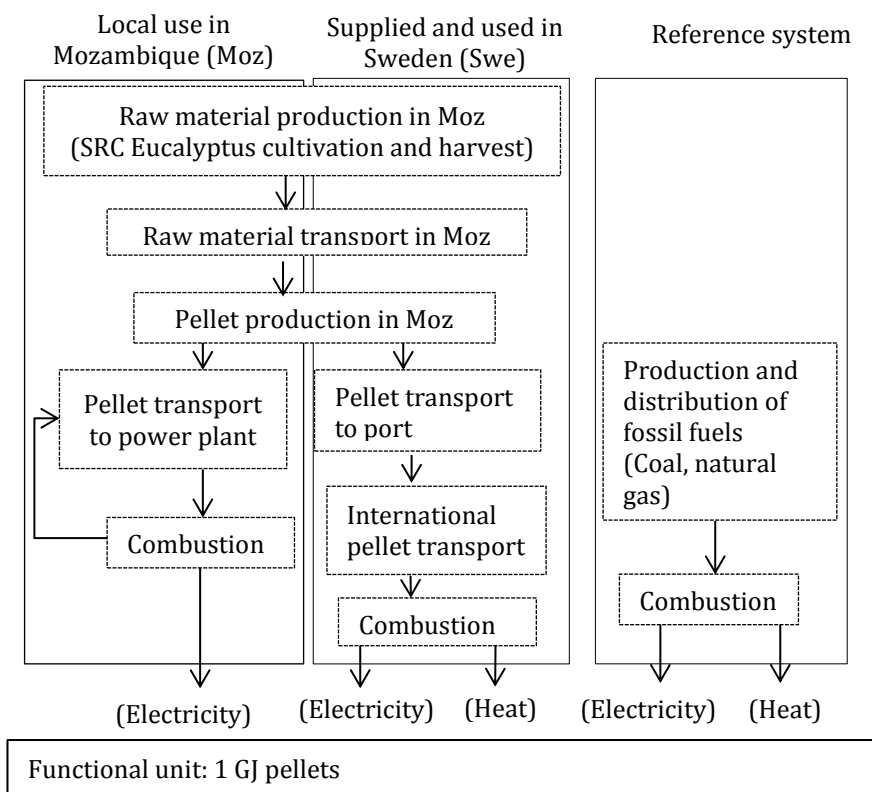 Local use in
Mozambique (Moz)
Supplied and used in
Sweden (Swe)
Reference system
Raw material production in Moz
(SRC Eucalyptus cultivation and harvest)
Raw material transport in Moz
Pellet production in Moz
Pellet transport
to power plant
Pellet transport
to port
Production and
distribution of
fossil fuels
(Coal, natural
gas)
International
pellet transport
Combustion
Combustion
Combustion
(Electricity)
(Electricity)
(Heat)
(Electricity)
(Heat)
Functional unit: 1 GJ pellets